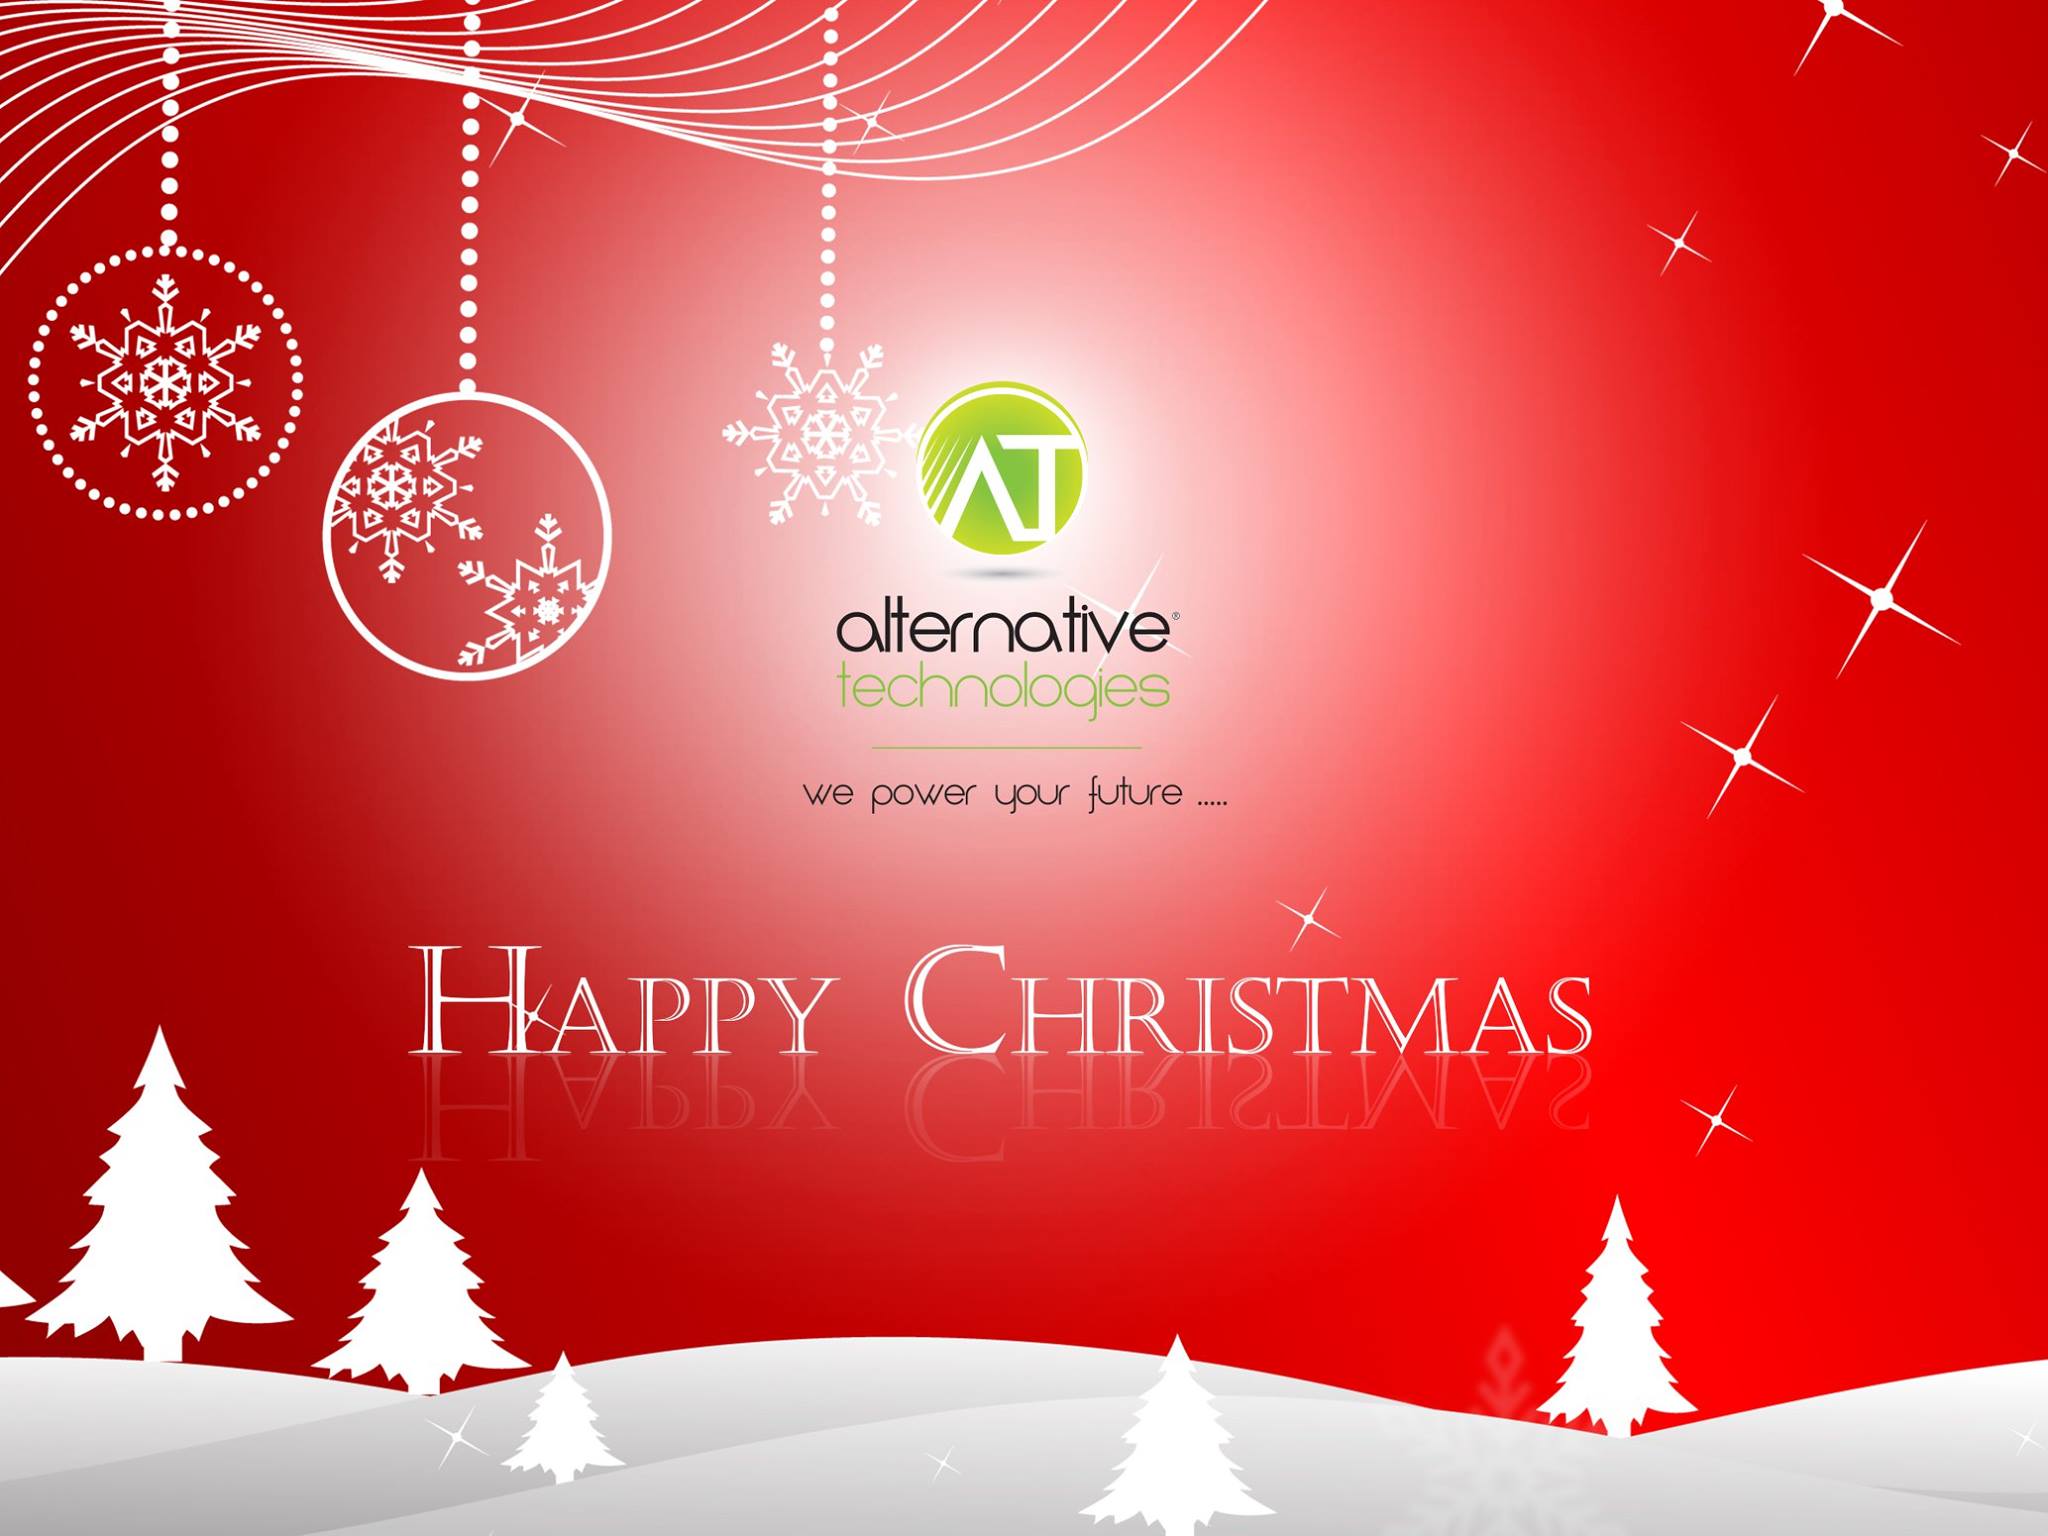 AT
alternative®
technologies
we power your future .....
HAPPY CHRISTMAS